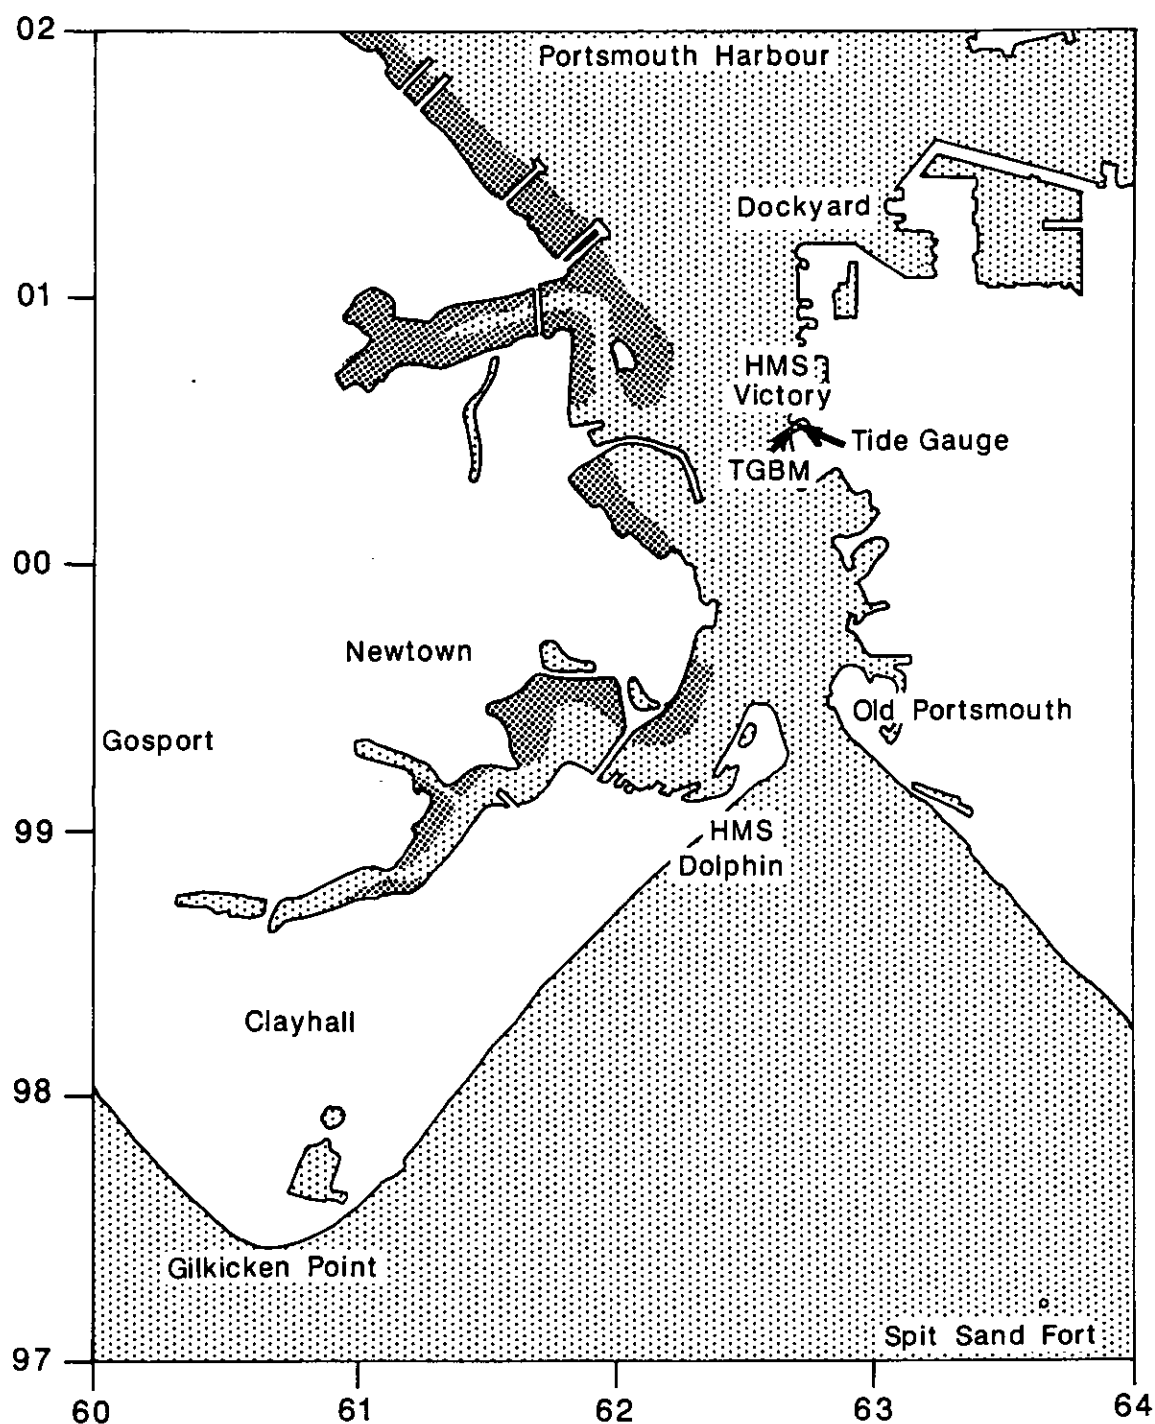 02
Portsmouth Harbour
Dockyard
01
HMS
Victory
Tide Gauge
TGBM
00
Newtown
Old Portsmouth
Gosport
99
HMS
Dolphin
Clayhall
98
Gilkicken Point
Spit Sand Fort
97
60
61
62
63
64